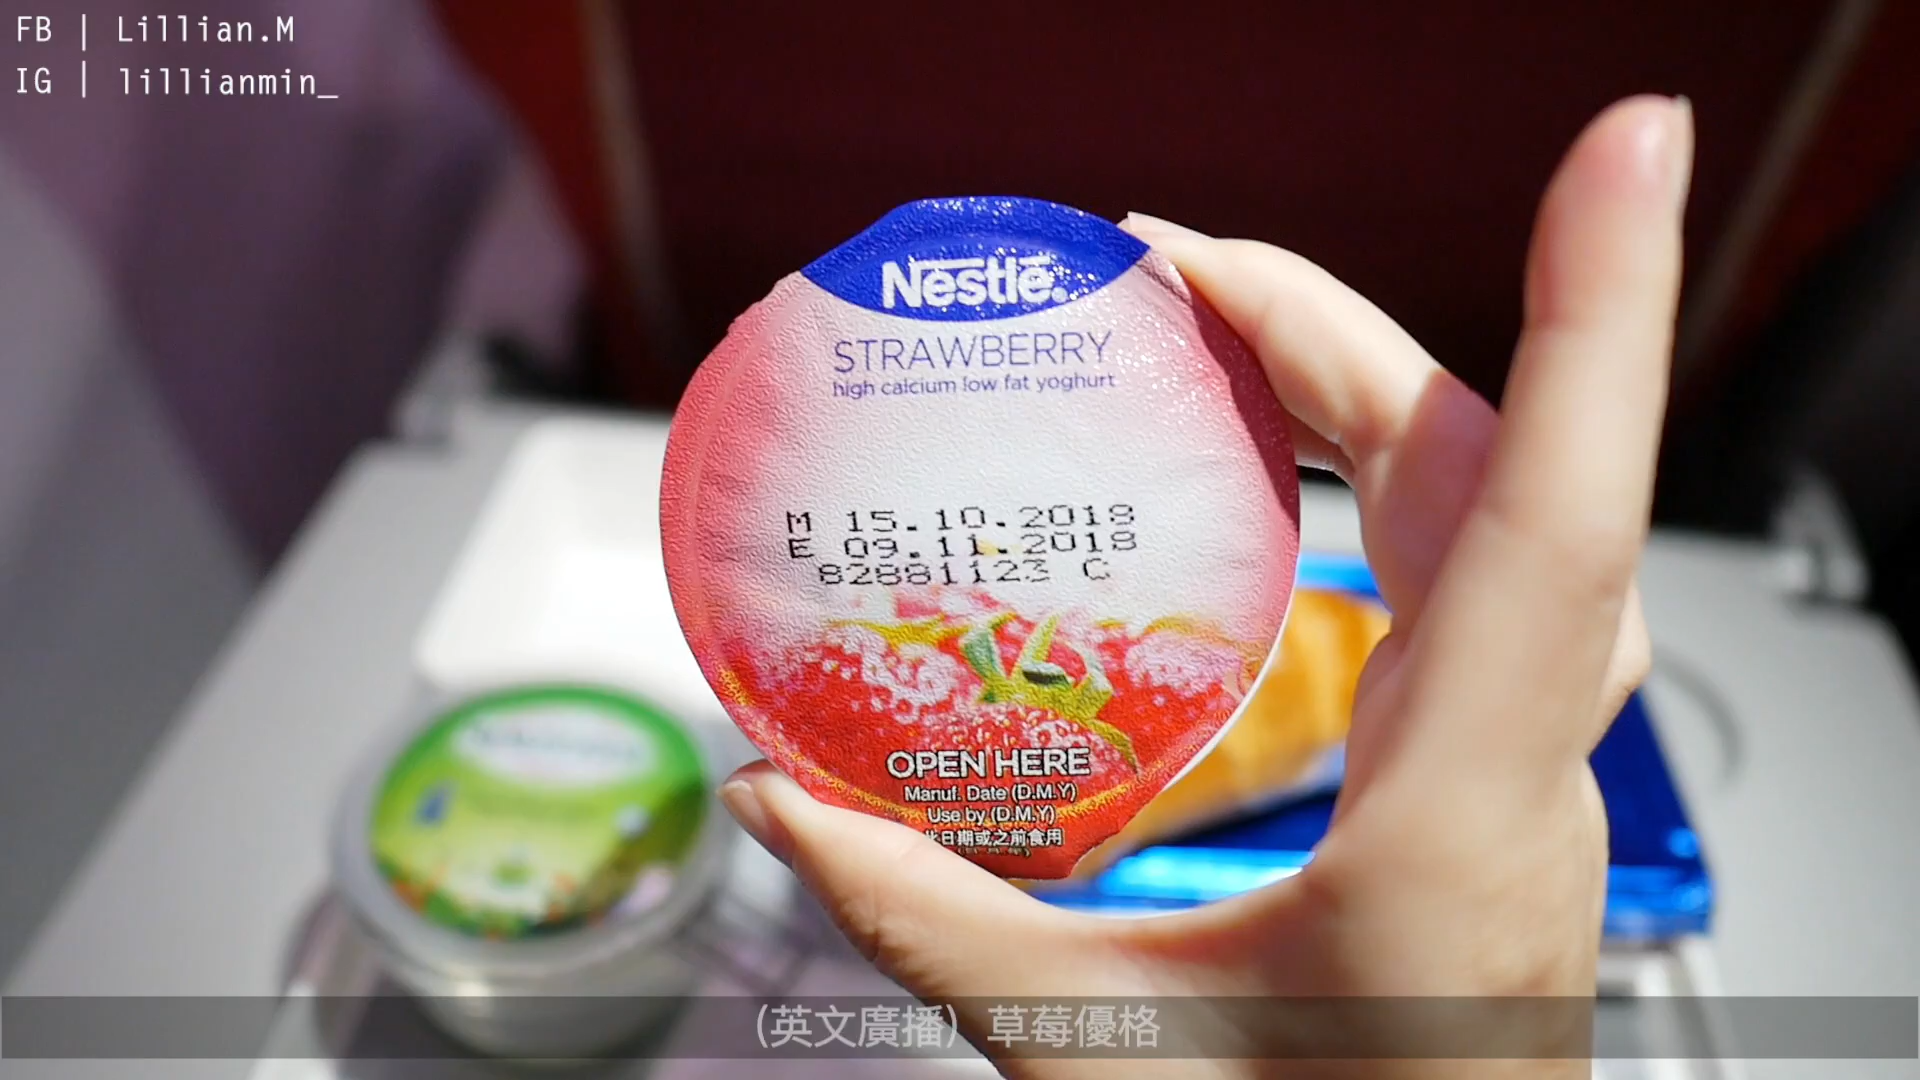 FB | Lillian.M
IG | lillianmin_
Nestlé
STRAWBERRY
high calcium low fat yoghurt
M 15.10.2018
E 09.11.2018
82881123 C
OPEN HERE
Manuf. Date (D.M.Y)
Use by (D.M.Y)
此日期或之前食用
(英文廣播) 草莓優格